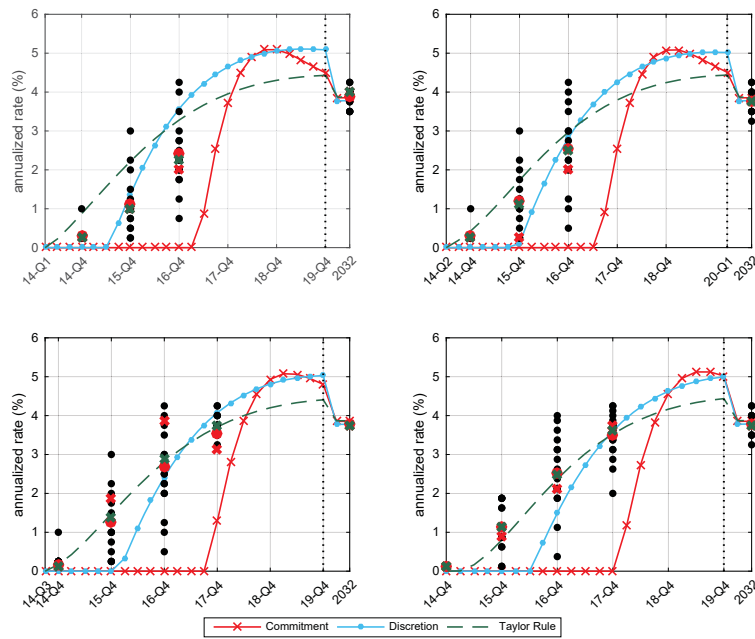 6
5
4
3
2
1
0
annualized rate (%)
14-Q1
14-Q4
15-Q4
16-Q4
17-Q4
18-Q4
19-Q4
2032
6
5
4
3
2
1
0
annualized rate (%)
14-Q2
14-Q4
15-Q4
16-Q4
17-Q4
18-Q4
20-Q1
2032
6
5
4
3
2
1
0
annualized rate (%)
14-Q3
14-Q4
15-Q4
16-Q4
17-Q4
18-Q4
19-Q4
2032
6
5
4
3
2
1
0
annualized rate (%)
14-Q4
15-Q4
16-Q4
17-Q4
18-Q4
19-Q4
2032
Commitment Discretion Taylor Rule